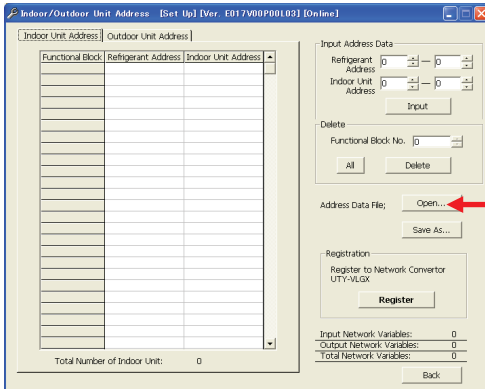 Indoor/Outdoor Unit Address [Set Up] [Ver. E017V00P00L03] [Online]
Indoor Unit Address Outdoor Unit Address
Functional Block Refrigerant Address Indoor Unit Address
Total Number of Indoor Unit: 0
Input Address Data
Refrigerant Address 0 — 0
Indoor Unit Address 0 — 0
Input
Delete
Functional Block No. 0
All Delete
Address Data File; Open...
Save As...
Registration
Register to Network Convertor
UTY-VLGX
Register
Input Network Variables: 0
Output Network Variables: 0
Total Network Variables: 0
Back